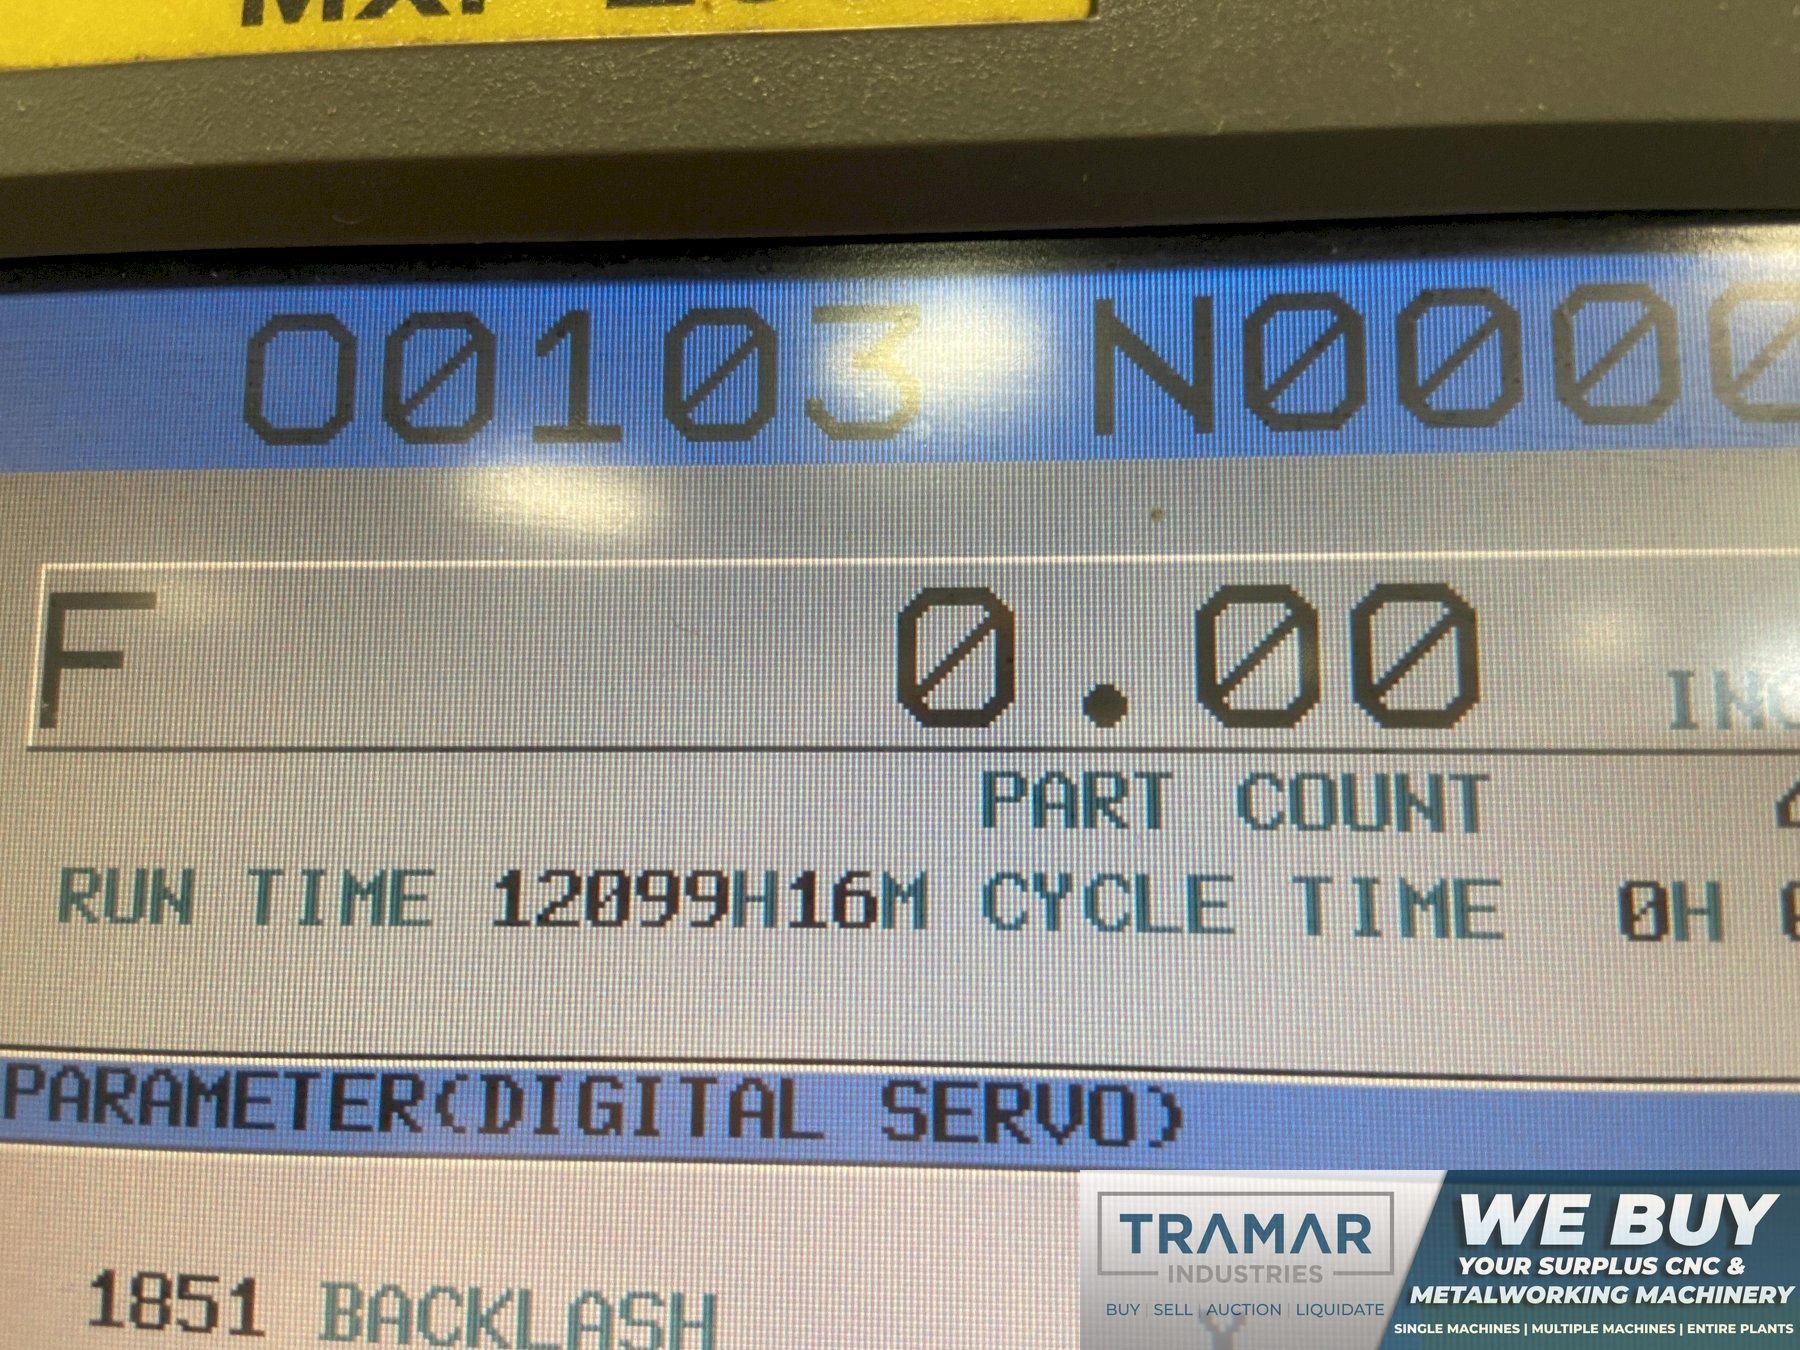 O0103 N0000
F 0.00 INC
PART COUNT
RUN TIME 12099H16M CYCLE TIME 0H
PARAMETER(DIGITAL SERVO)
1851 BACKLASH
TRAMAR
INDUSTRIES
BUY | SELL | AUCTION | LIQUIDATE
WE BUY
YOUR SURPLUS CNC &
METALWORKING MACHINERY
SINGLE MACHINES | MULTIPLE MACHINES | ENTIRE PLANTS